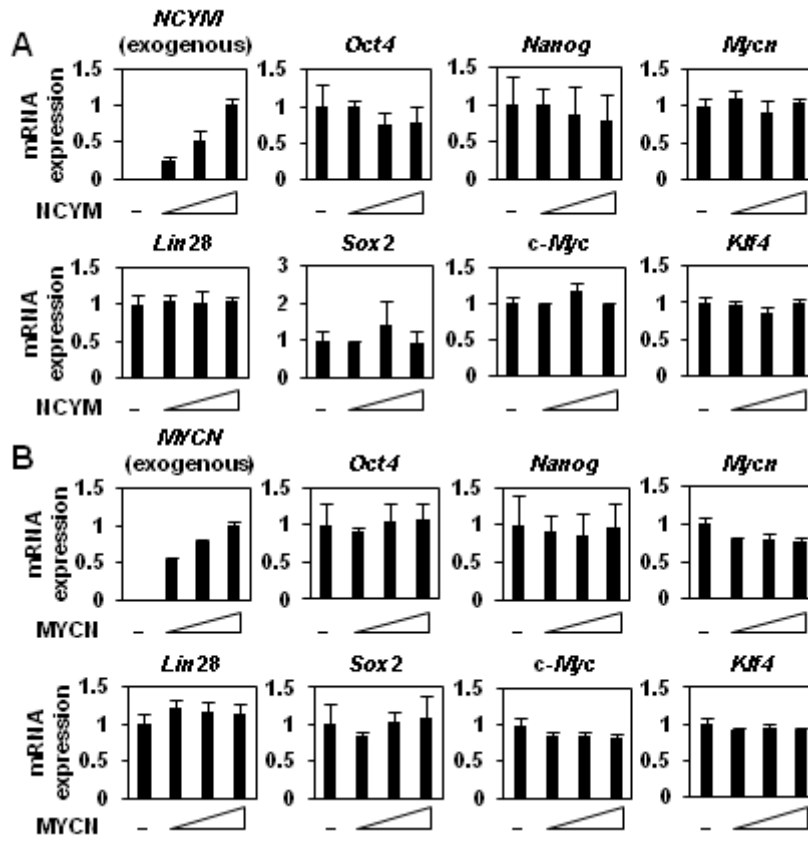 A
NCYM
(exogenous)
Oct4
Nanog
Mycn
mRNA
expression
1.5
1
0.5
0
1.5
1
0.5
0
1.5
1
0.5
0
1.5
1
0.5
0
NCYM
–
–
–
–
Lin28
Sox2
c-Myc
Klf4
mRNA
expression
1.5
1
0.5
0
3
2
1
0
1.5
1
0.5
0
1.5
1
0.5
0
NCYM
–
–
–
–
B
MYCN
(exogenous)
Oct4
Nanog
Mycn
mRNA
expression
1.5
1
0.5
0
1.5
1
0.5
0
1.5
1
0.5
0
1.5
1
0.5
0
MYCN
–
–
–
–
Lin28
Sox2
c-Myc
Klf4
mRNA
expression
1.5
1
0.5
0
1.5
1
0.5
0
1.5
1
0.5
0
1.5
1
0.5
0
MYCN
–
–
–
–